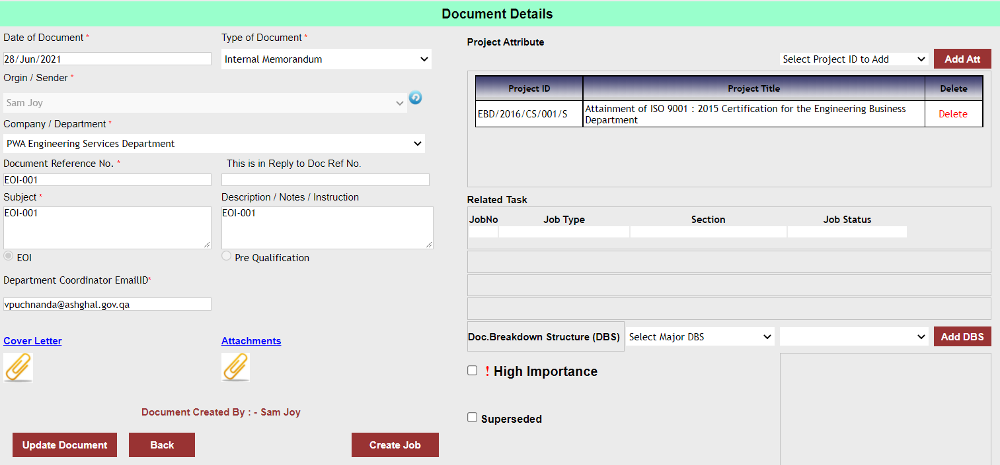 Document Details
Date of Document *
Type of Document *
28/Jun/2021
Internal Memorandum
Orgin / Sender *
Sam Joy
Company / Department *
PWA Engineering Services Department
Document Reference No. *
This is in Reply to Doc Ref No.
EOI-001
Subject *
Description / Notes / Instruction
EOI-001
EOI-001
EOI
Pre Qualification
Department Coordinator EmailID*
vpuchnanda@ashghal.gov.qa
Cover Letter
Attachments
Document Created By : - Sam Joy
Update Document
Back
Create Job
Project Attribute
Select Project ID to Add
Add Att
Project ID
Project Title
Delete
EBD/2016/CS/001/S
Attainment of ISO 9001 : 2015 Certification for the Engineering Business
Department
Delete
Related Task
JobNo
Job Type
Section
Job Status
Doc.Breakdown Structure (DBS)
Select Major DBS
Add DBS
! High Importance
Superseded